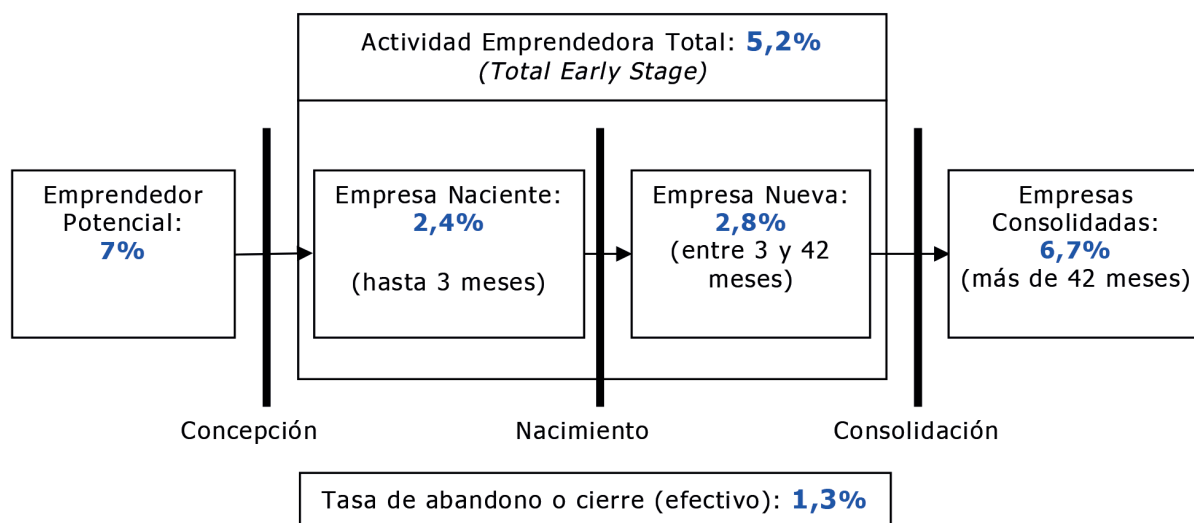 Actividad Emprendedora Total: 5,2%
(Total Early Stage)
Emprendedor
Potencial:
7%
Empresa Naciente:
2,4%
(hasta 3 meses)
Empresa Nueva:
2,8%
(entre 3 y 42
meses)
Empresas
Consolidadas:
6,7%
(más de 42 meses)
Concepción
Nacimiento
Consolidación
Tasa de abandono o cierre (efectivo): 1,3%